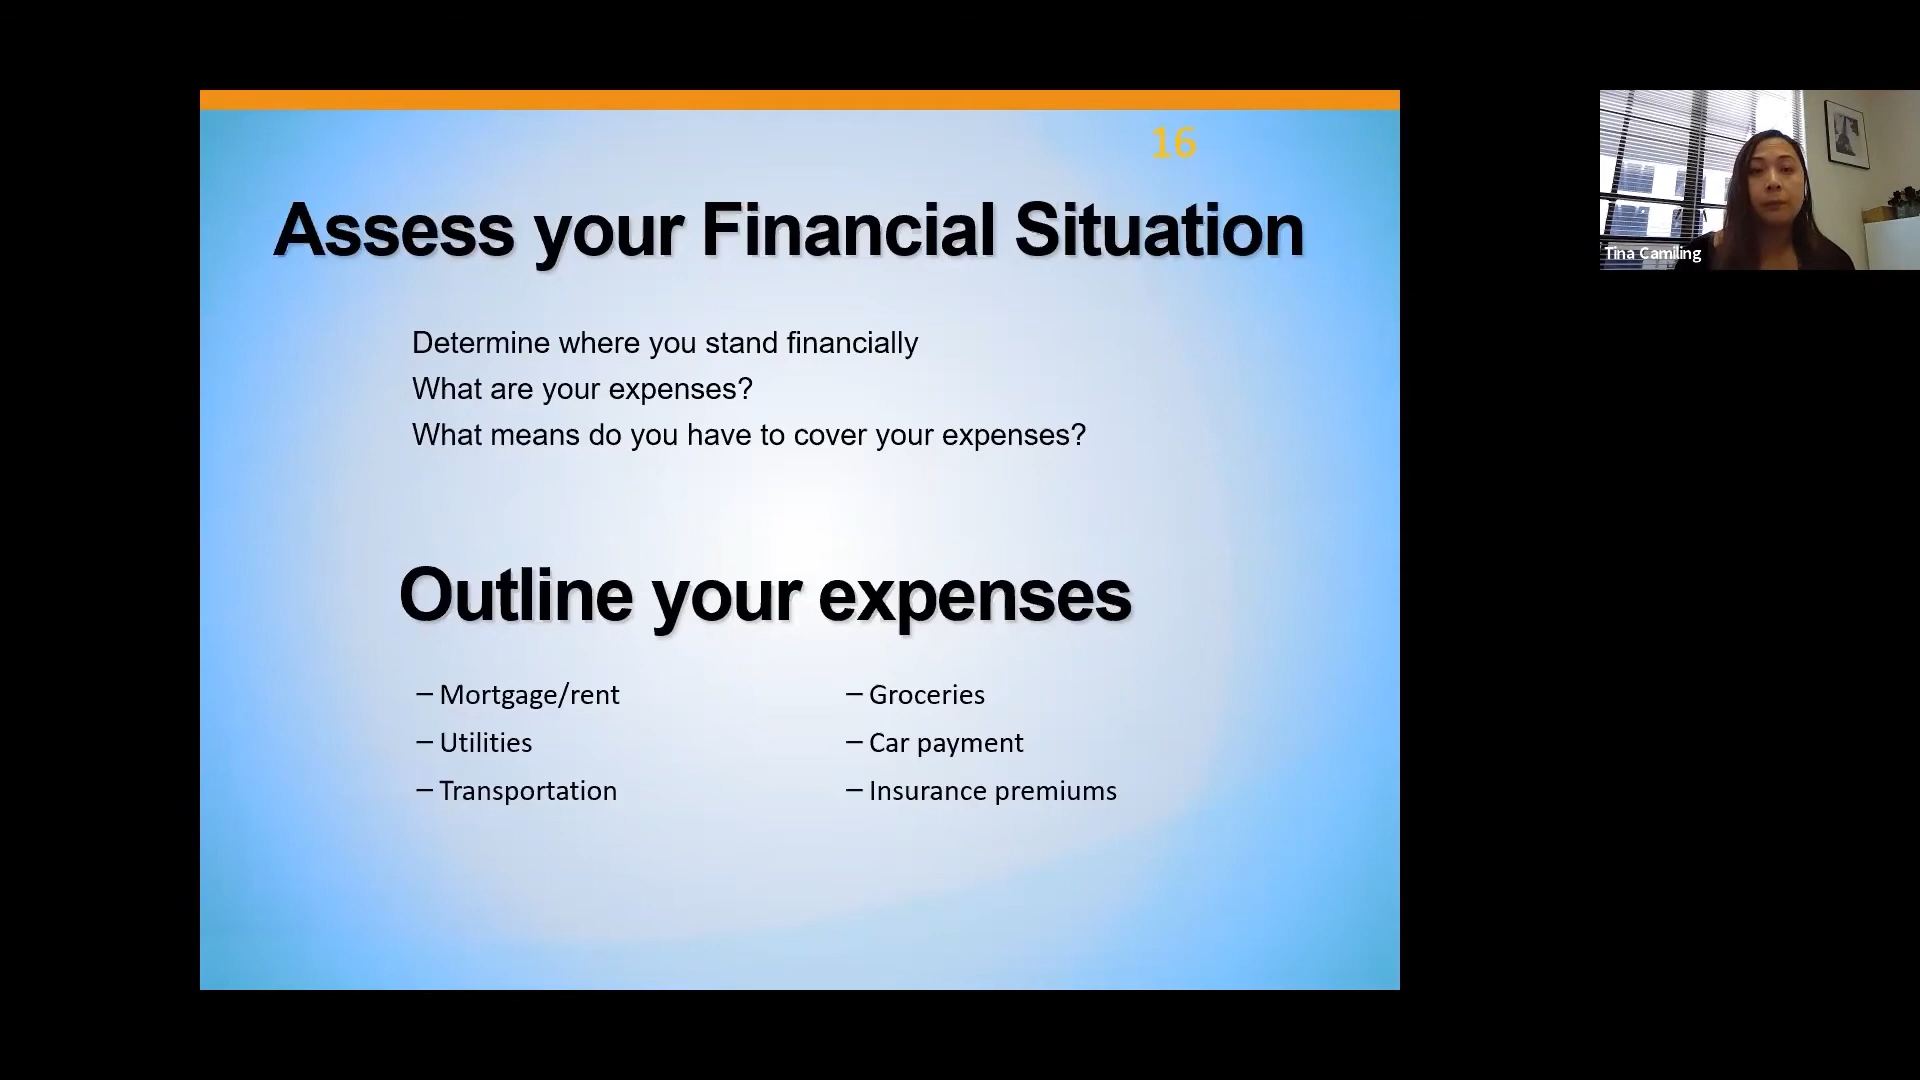 16
Assess your Financial Situation
Determine where you stand financially
What are your expenses?
What means do you have to cover your expenses?
Outline your expenses
– Mortgage/rent
– Utilities
– Transportation
– Groceries
– Car payment
– Insurance premiums
Tina Camiling